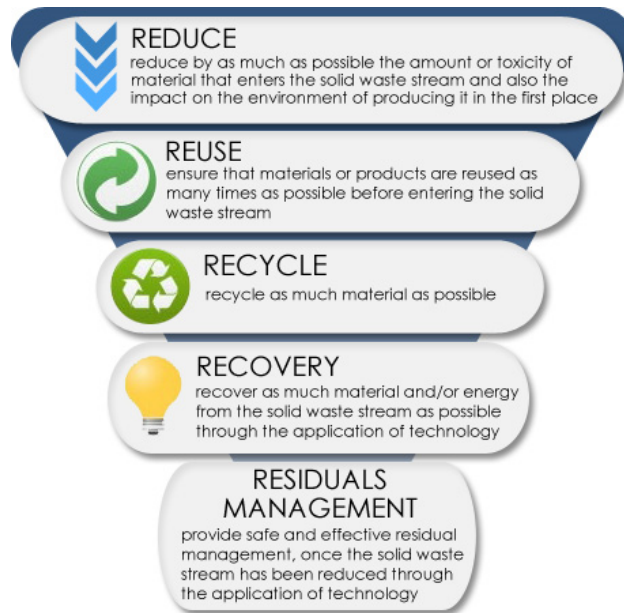 REDUCE
reduce by as much as possible the amount or toxicity of
material that enters the solid waste stream and also the
impact on the environment of producing it in the first place
REUSE
ensure that materials or products are reused as
many times as possible before entering the solid
waste stream
RECYCLE
recycle as much material as possible
RECOVERY
recover as much material and/or energy
from the solid waste stream as possible
through the application of technology
RESIDUALS
MANAGEMENT
provide safe and effective residual
management, once the solid waste
stream has been reduced through
the application of technology